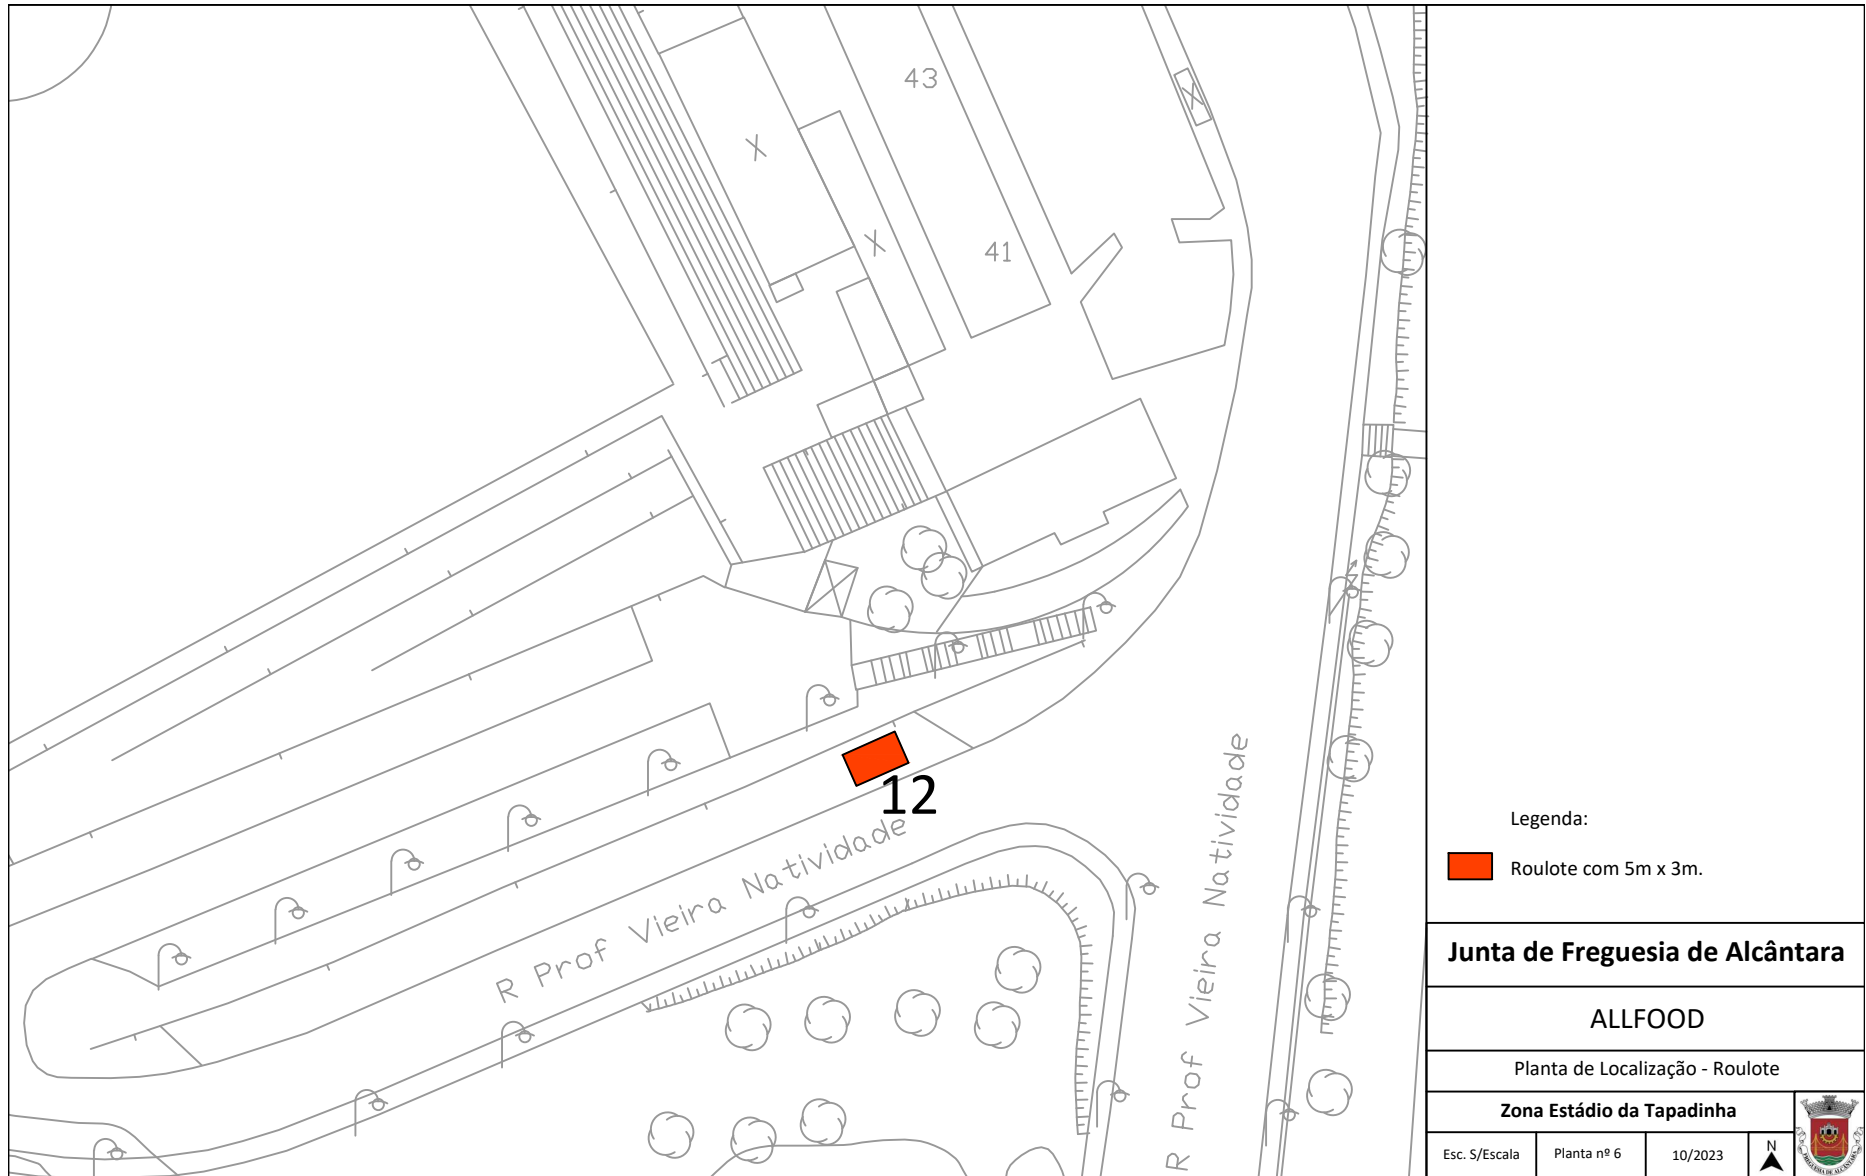 43
X
X
X
41
12
R Prof Vieira Natividade
R Prof Vieira Natividade
Legenda:
Roulote com 5m x 3m.
Junta de Freguesia de Alcântara
ALLFOOD
Planta de Localização - Roulote
Zona Estádio da Tapadinha
Esc. S/Escala
Planta nº 6
10/2023
N